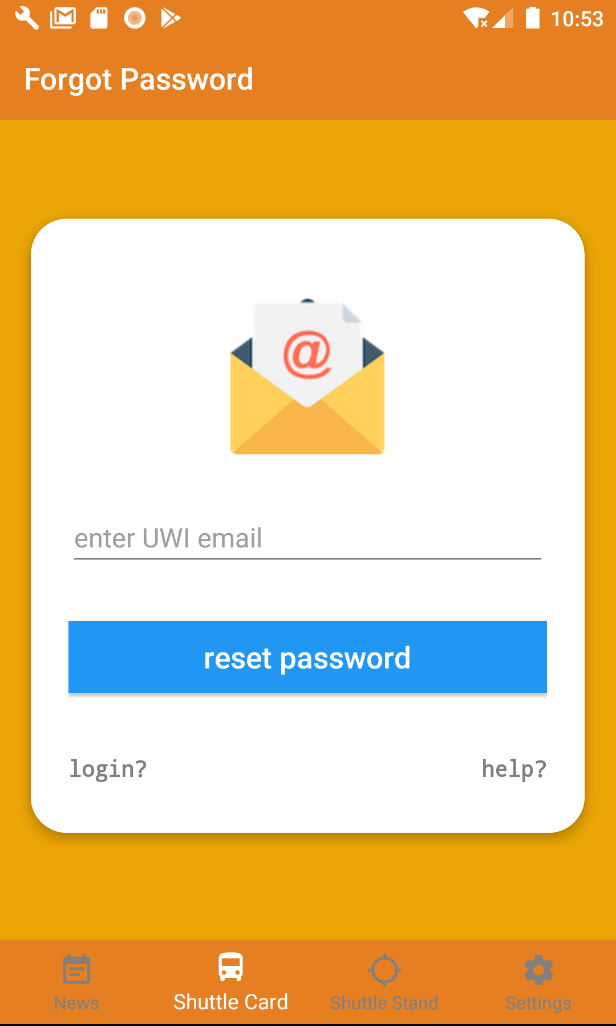 10:53
Forgot Password
@
enter UWI email
reset password
login? help?
News Shuttle Card Shuttle Stand Settings